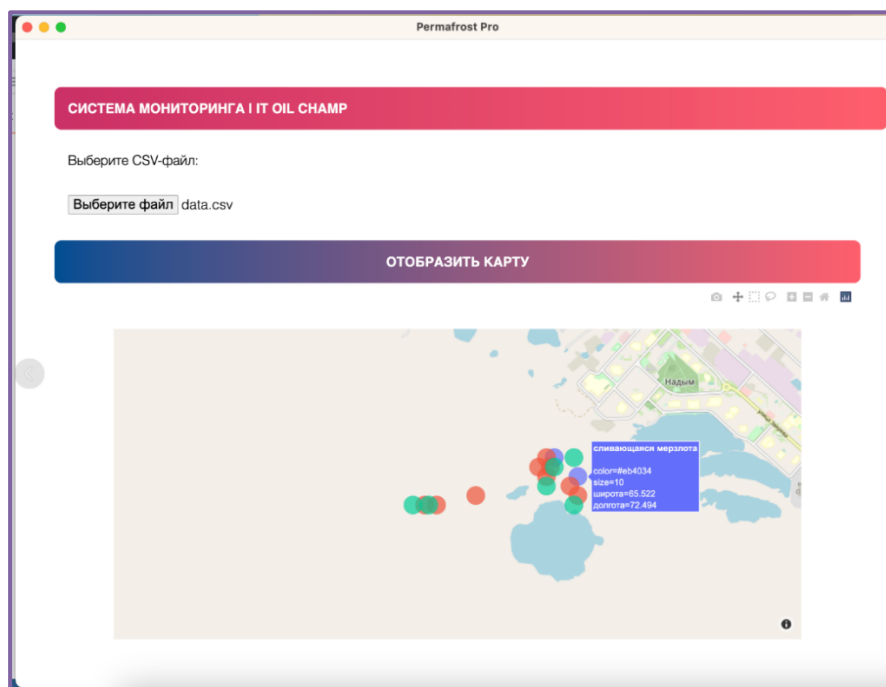 Permafrost Pro
СИСТЕМА МОНИТОРИНГА I IT OIL CHAMP
Выберите CSV-файл:
Выберите файл data.csv
ОТОБРАЗИТЬ КАРТУ
Надым
сливающаяся мерзлота
color=#eb4034
size=10
широта=65.522
долгота=72.494